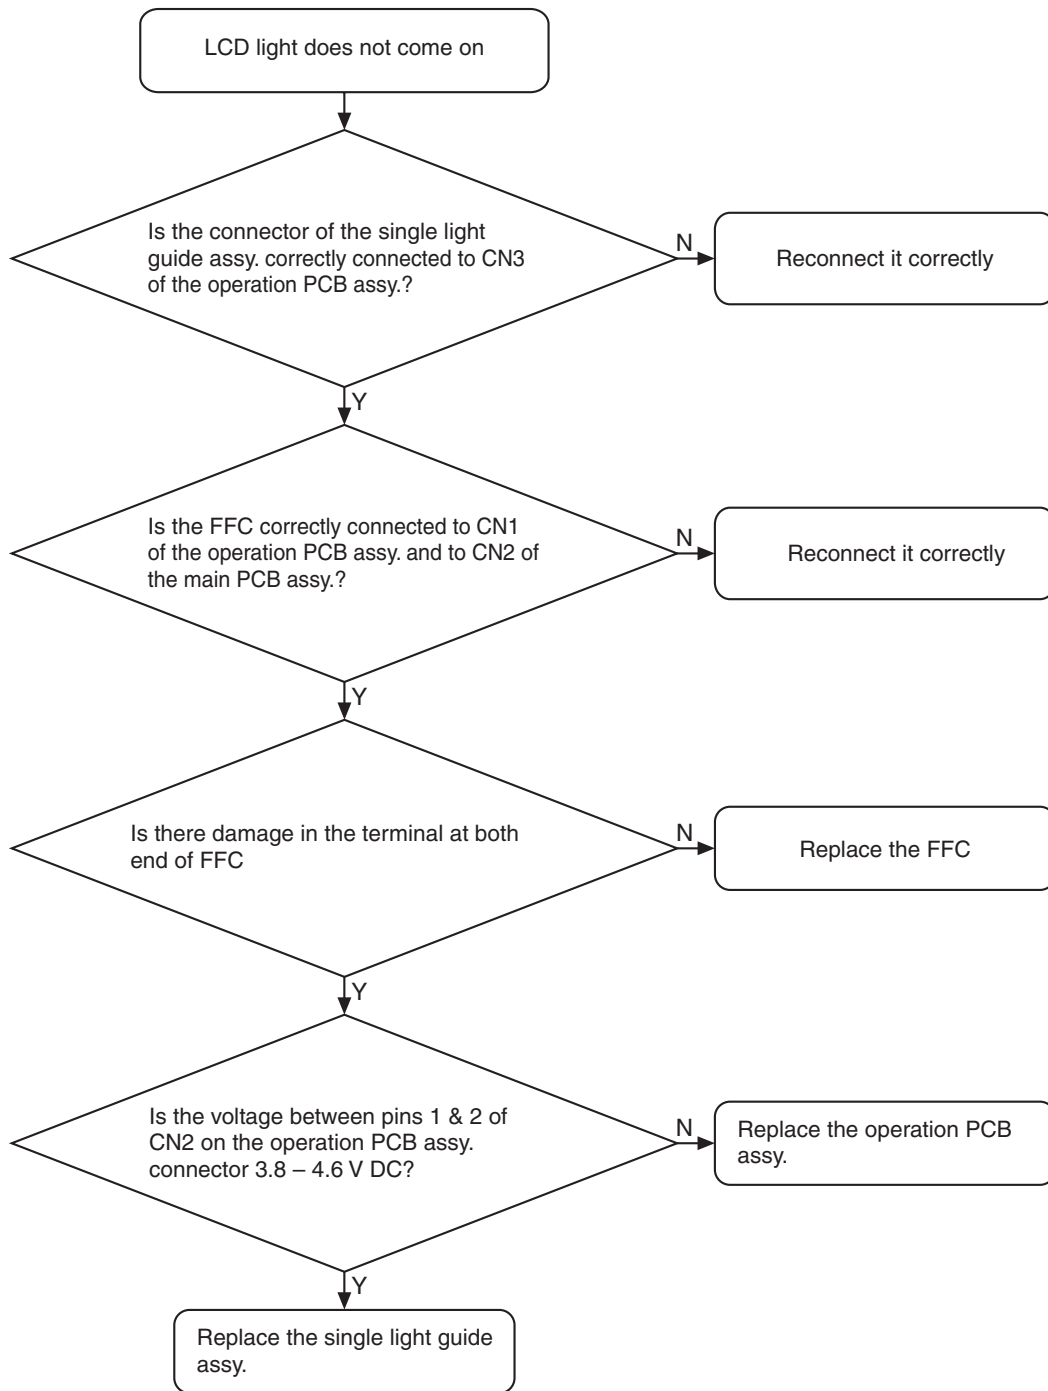 LCD light does not come on
Is the connector of the single light
guide assy. correctly connected to CN3
of the operation PCB assy.?
N
Reconnect it correctly
Y
Is the FFC correctly connected to CN1
of the operation PCB assy. and to CN2 of
the main PCB assy.?
N
Reconnect it correctly
Y
Is there damage in the terminal at both
end of FFC
N
Replace the FFC
Y
Is the voltage between pins 1 & 2 of
CN2 on the operation PCB assy.
connector 3.8 – 4.6 V DC?
N
Replace the operation PCB
assy.
Y
Replace the single light guide
assy.